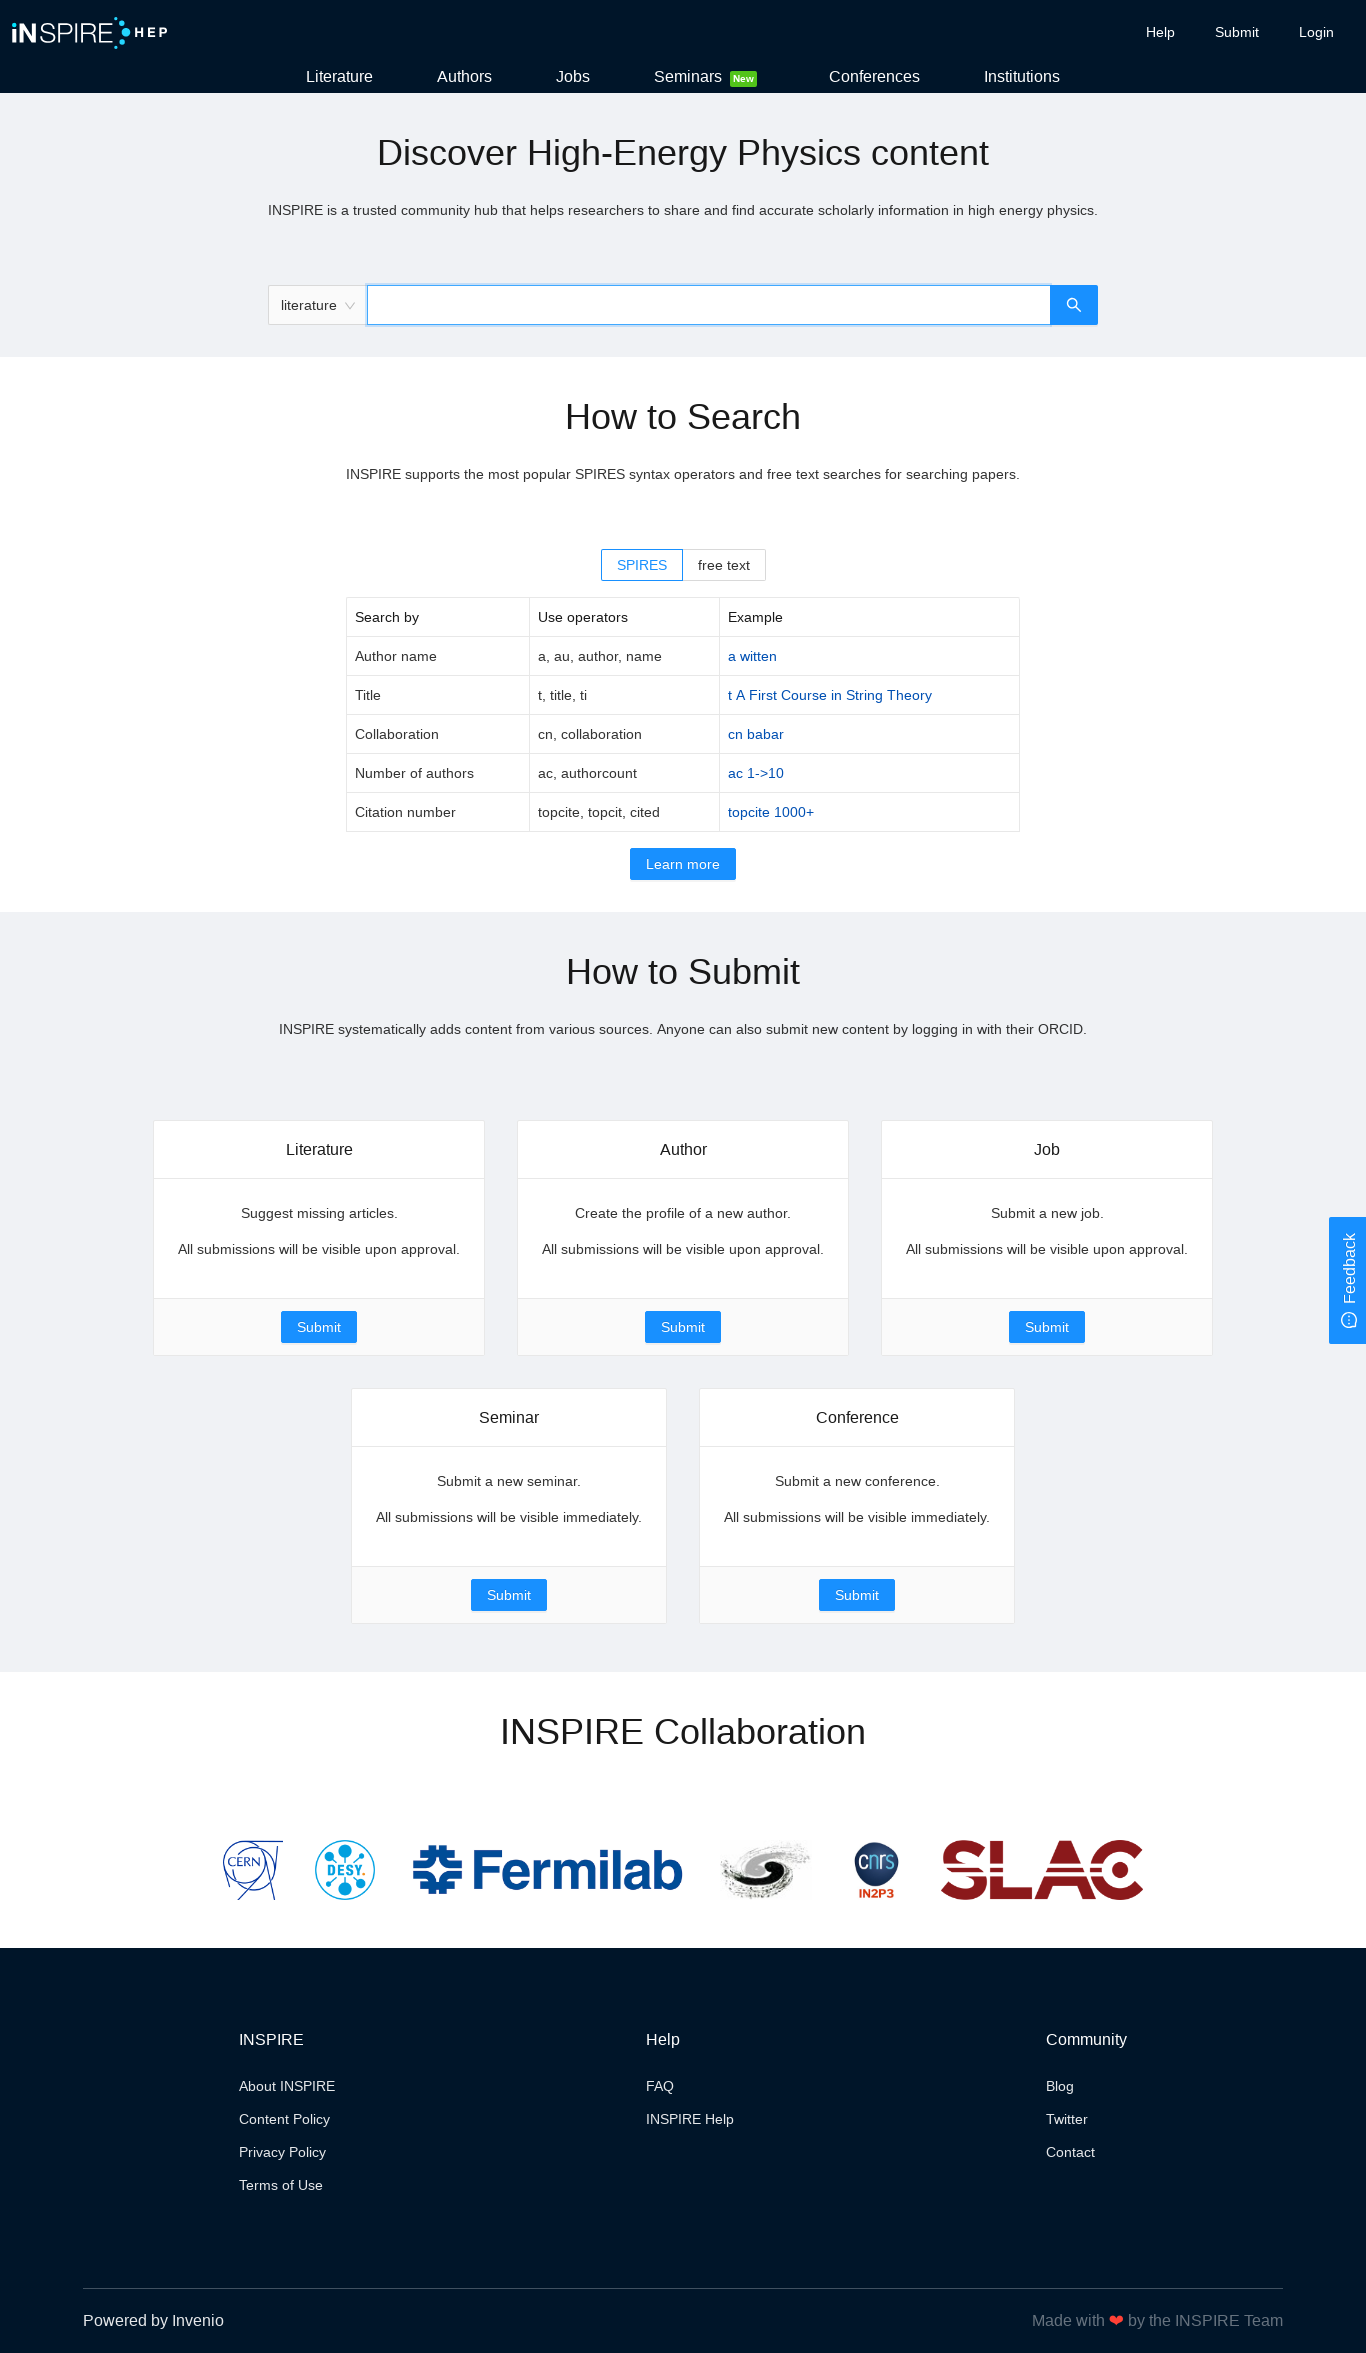 iNSPIRE HEP
Help Submit Login
Literature Authors Jobs Seminars New Conferences Institutions
Discover High-Energy Physics content
INSPIRE is a trusted community hub that helps researchers to share and find accurate scholarly information in high energy physics.
literature
How to Search
INSPIRE supports the most popular SPIRES syntax operators and free text searches for searching papers.
SPIRES free text
Search by Use operators Example
Author name a, au, author, name a witten
Title t, title, ti t A First Course in String Theory
Collaboration cn, collaboration cn babar
Number of authors ac, authorcount ac 1->10
Citation number topcite, topcit, cited topcite 1000+
Learn more
How to Submit
INSPIRE systematically adds content from various sources. Anyone can also submit new content by logging in with their ORCID.
Literature Author Job
Suggest missing articles. Create the profile of a new author. Submit a new job.
All submissions will be visible upon approval. All submissions will be visible upon approval. All submissions will be visible upon approval.
Submit Submit Submit
Feedback
Seminar Conference
Submit a new seminar. Submit a new conference.
All submissions will be visible immediately. All submissions will be visible immediately.
Submit Submit
INSPIRE Collaboration
CERN DESY Fermilab cnrs SLAC
IN2P3
INSPIRE Help Community
About INSPIRE FAQ Blog
Content Policy INSPIRE Help Twitter
Privacy Policy Contact
Terms of Use
Powered by Invenio Made with ❤ by the INSPIRE Team